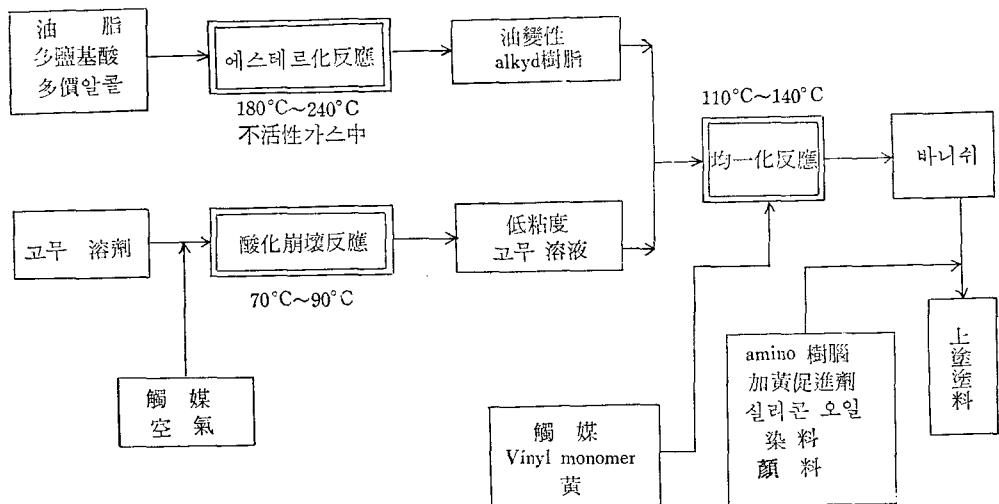 油 脂
多鹽基酸
多價알콜
에스테르化反應
180°C～240°C
不活性가스中
油變性
alkyd樹脂
110°C～140°C
均一化反應
바니쉬
고무 溶劑
酸化崩壞反應
70°C～90°C
低粘度
고무 溶液
觸 媒
空 氣
觸 媒
Vinyl monomer
黃
amino 樹腦
加黃促進劑
실리콘 오일
染 料
顏 料
上塗塗料